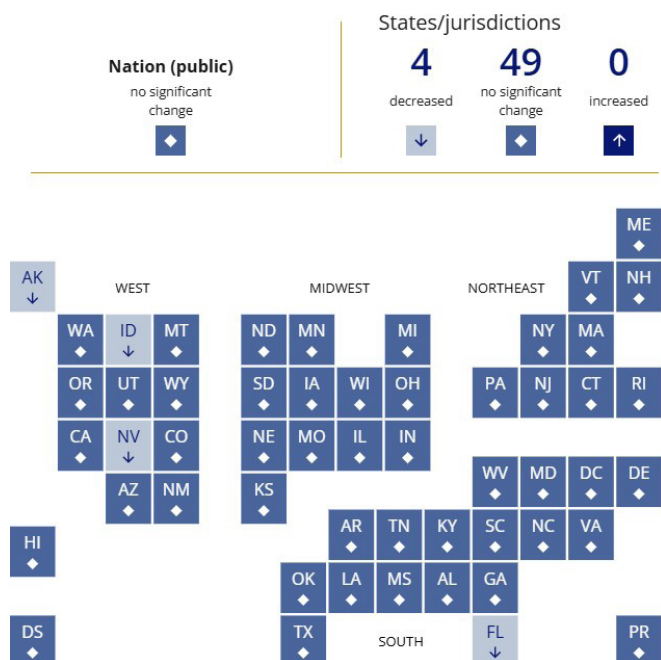 States/jurisdictions
Nation (public)
no significant
change
4 49 0
decreased no significant
change increased
ME
AK WEST MIDWEST NORTHEAST VT NH
WA ID MT ND MN MI NY MA
OR UT WY SD IA WI OH PA NJ CT RI
CA NV CO NE MO IL IN
AZ NM KS WV MD DC DE
HI AR TN KY SC NC VA
OK LA MS AL GA
DS TX SOUTH FL PR